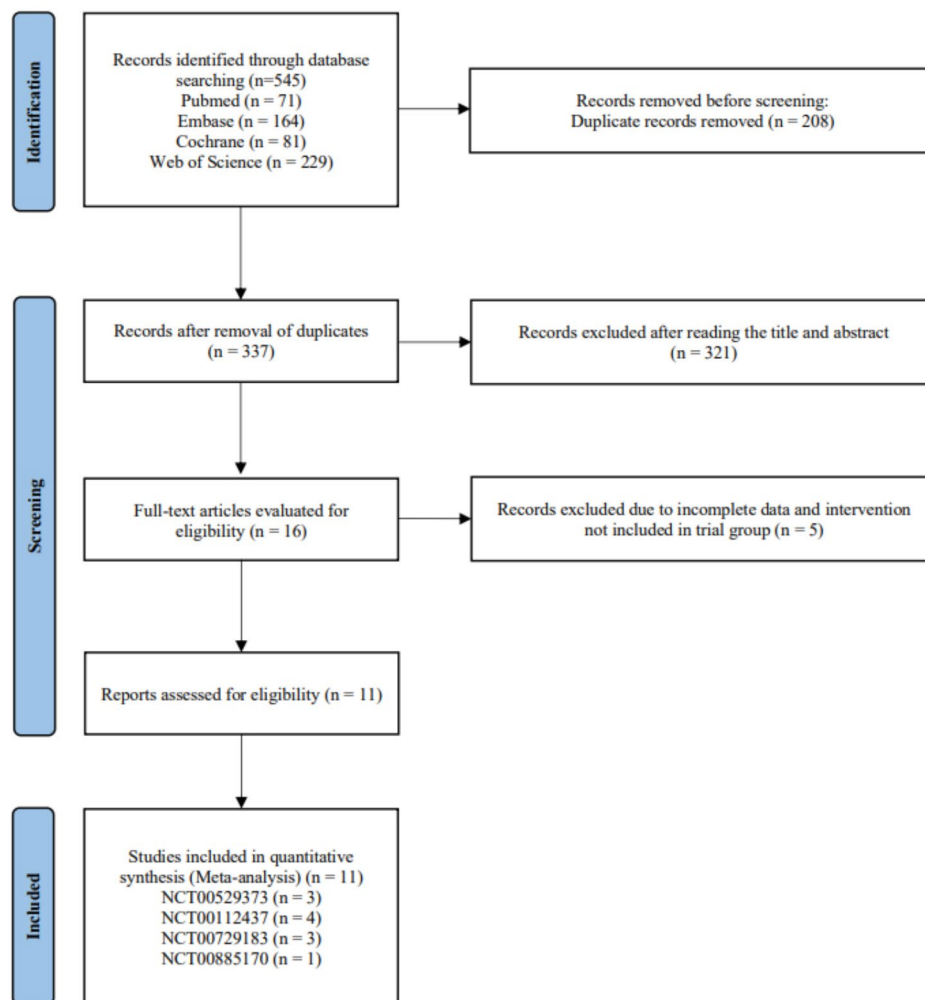 Identification
Records identified through database
searching (n=545)
Pubmed (n = 71)
Embase (n = 164)
Cochrane (n = 81)
Web of Science (n = 229)
Records removed before screening:
Duplicate records removed (n = 208)
Screening
Records after removal of duplicates
(n = 337)
Records excluded after reading the title and abstract
(n = 321)
Full-text articles evaluated for
eligibility (n = 16)
Records excluded due to incomplete data and intervention
not included in trial group (n = 5)
Reports assessed for eligibility (n = 11)
Included
Studies included in quantitative
synthesis (Meta-analysis) (n = 11)
NCT00529373 (n = 3)
NCT00112437 (n = 4)
NCT00729183 (n = 3)
NCT00885170 (n = 1)